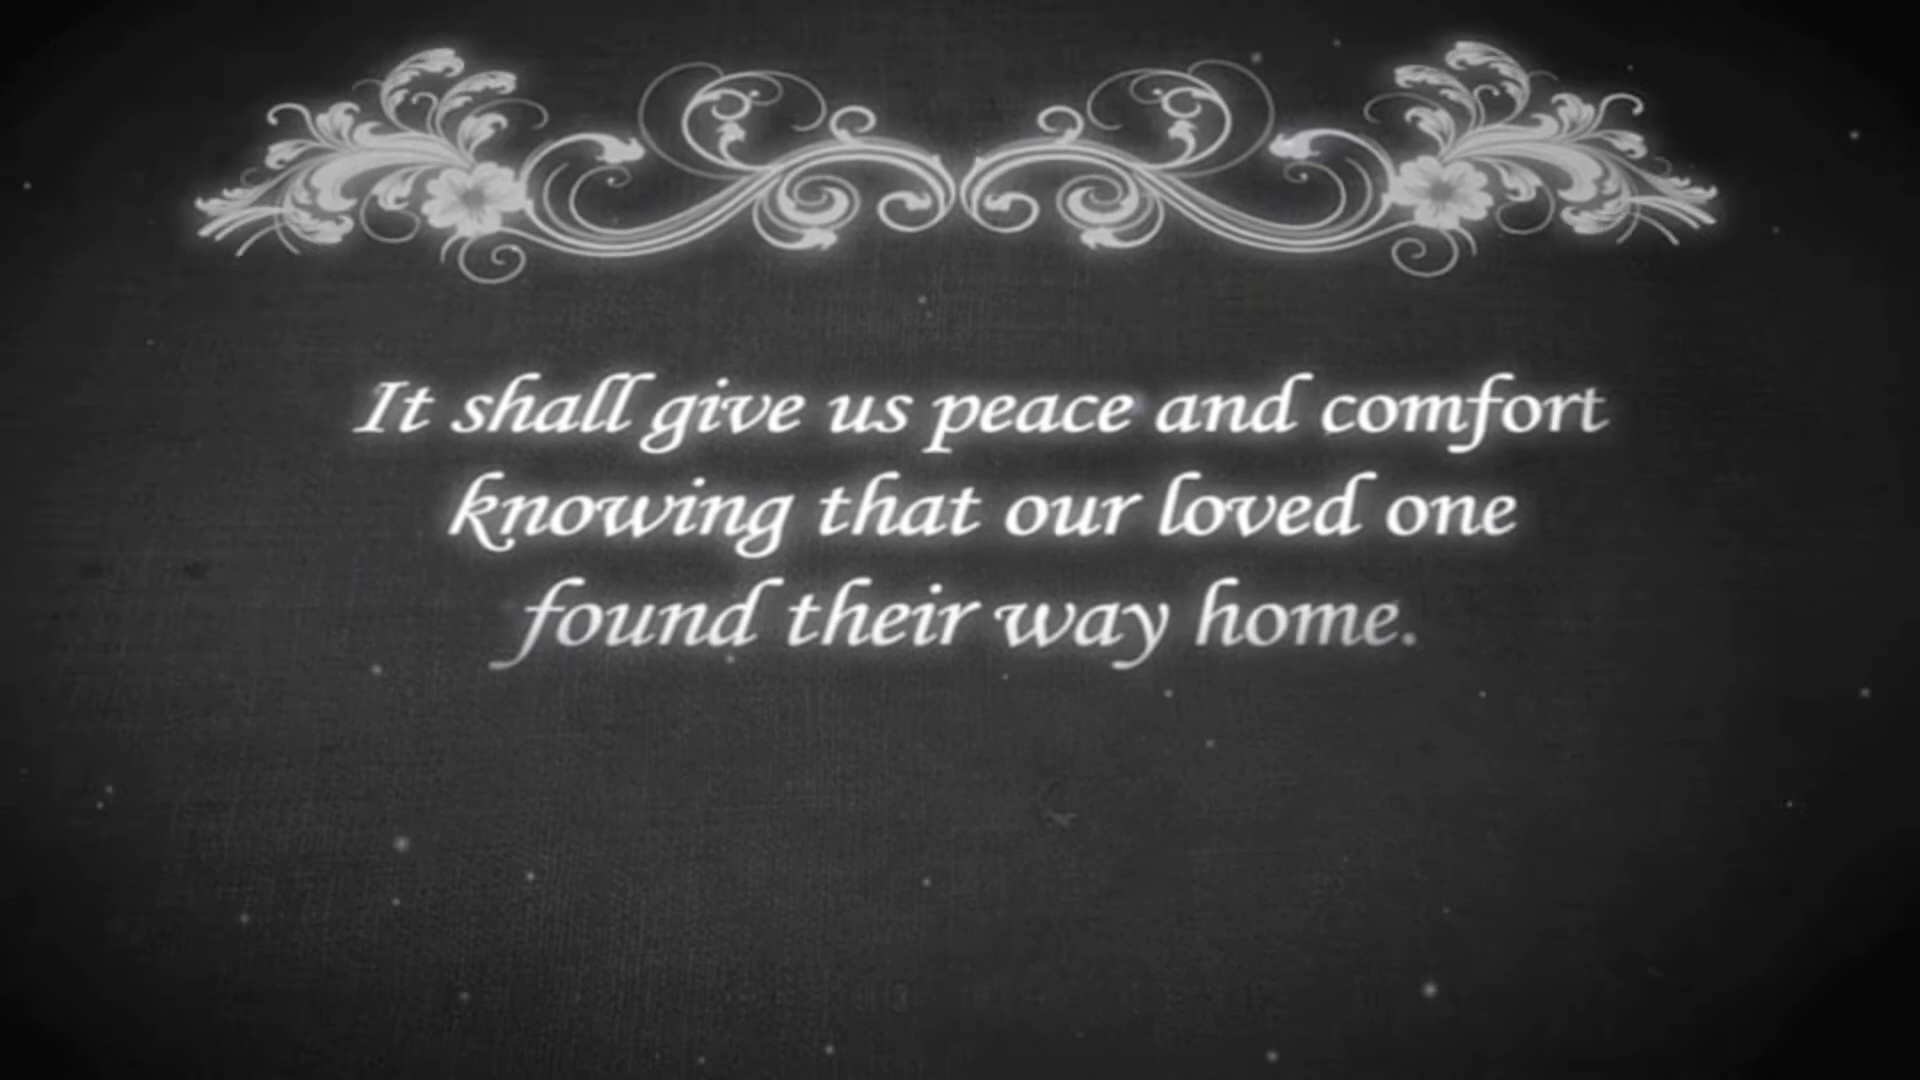 It shall give us peace and comfort
knowing that our loved one
found their way home.